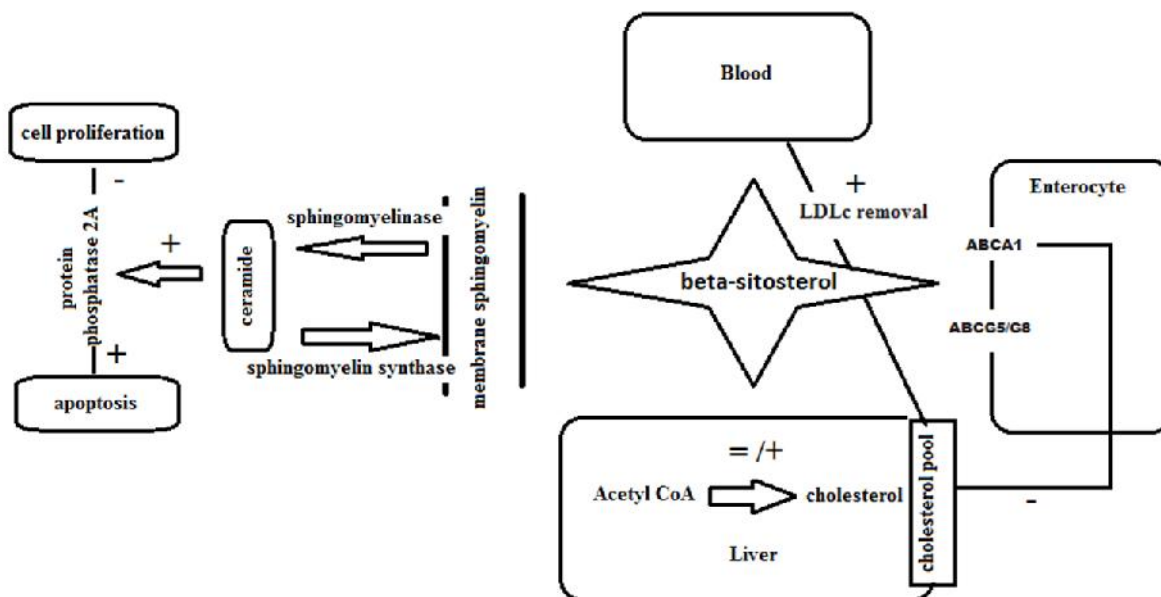 Blood
cell proliferation
-
protein
phosphatase 2A
+
apoptosis
+
ceramide
sphingomyelinase
sphingomyelin synthase
membrane sphingomyelin
beta-sitosterol
+
LDLc removal
Enterocyte
ABCA1
ABCG5/G8
= /+
Acetyl CoA
cholesterol
Liver
cholesterol pool
-